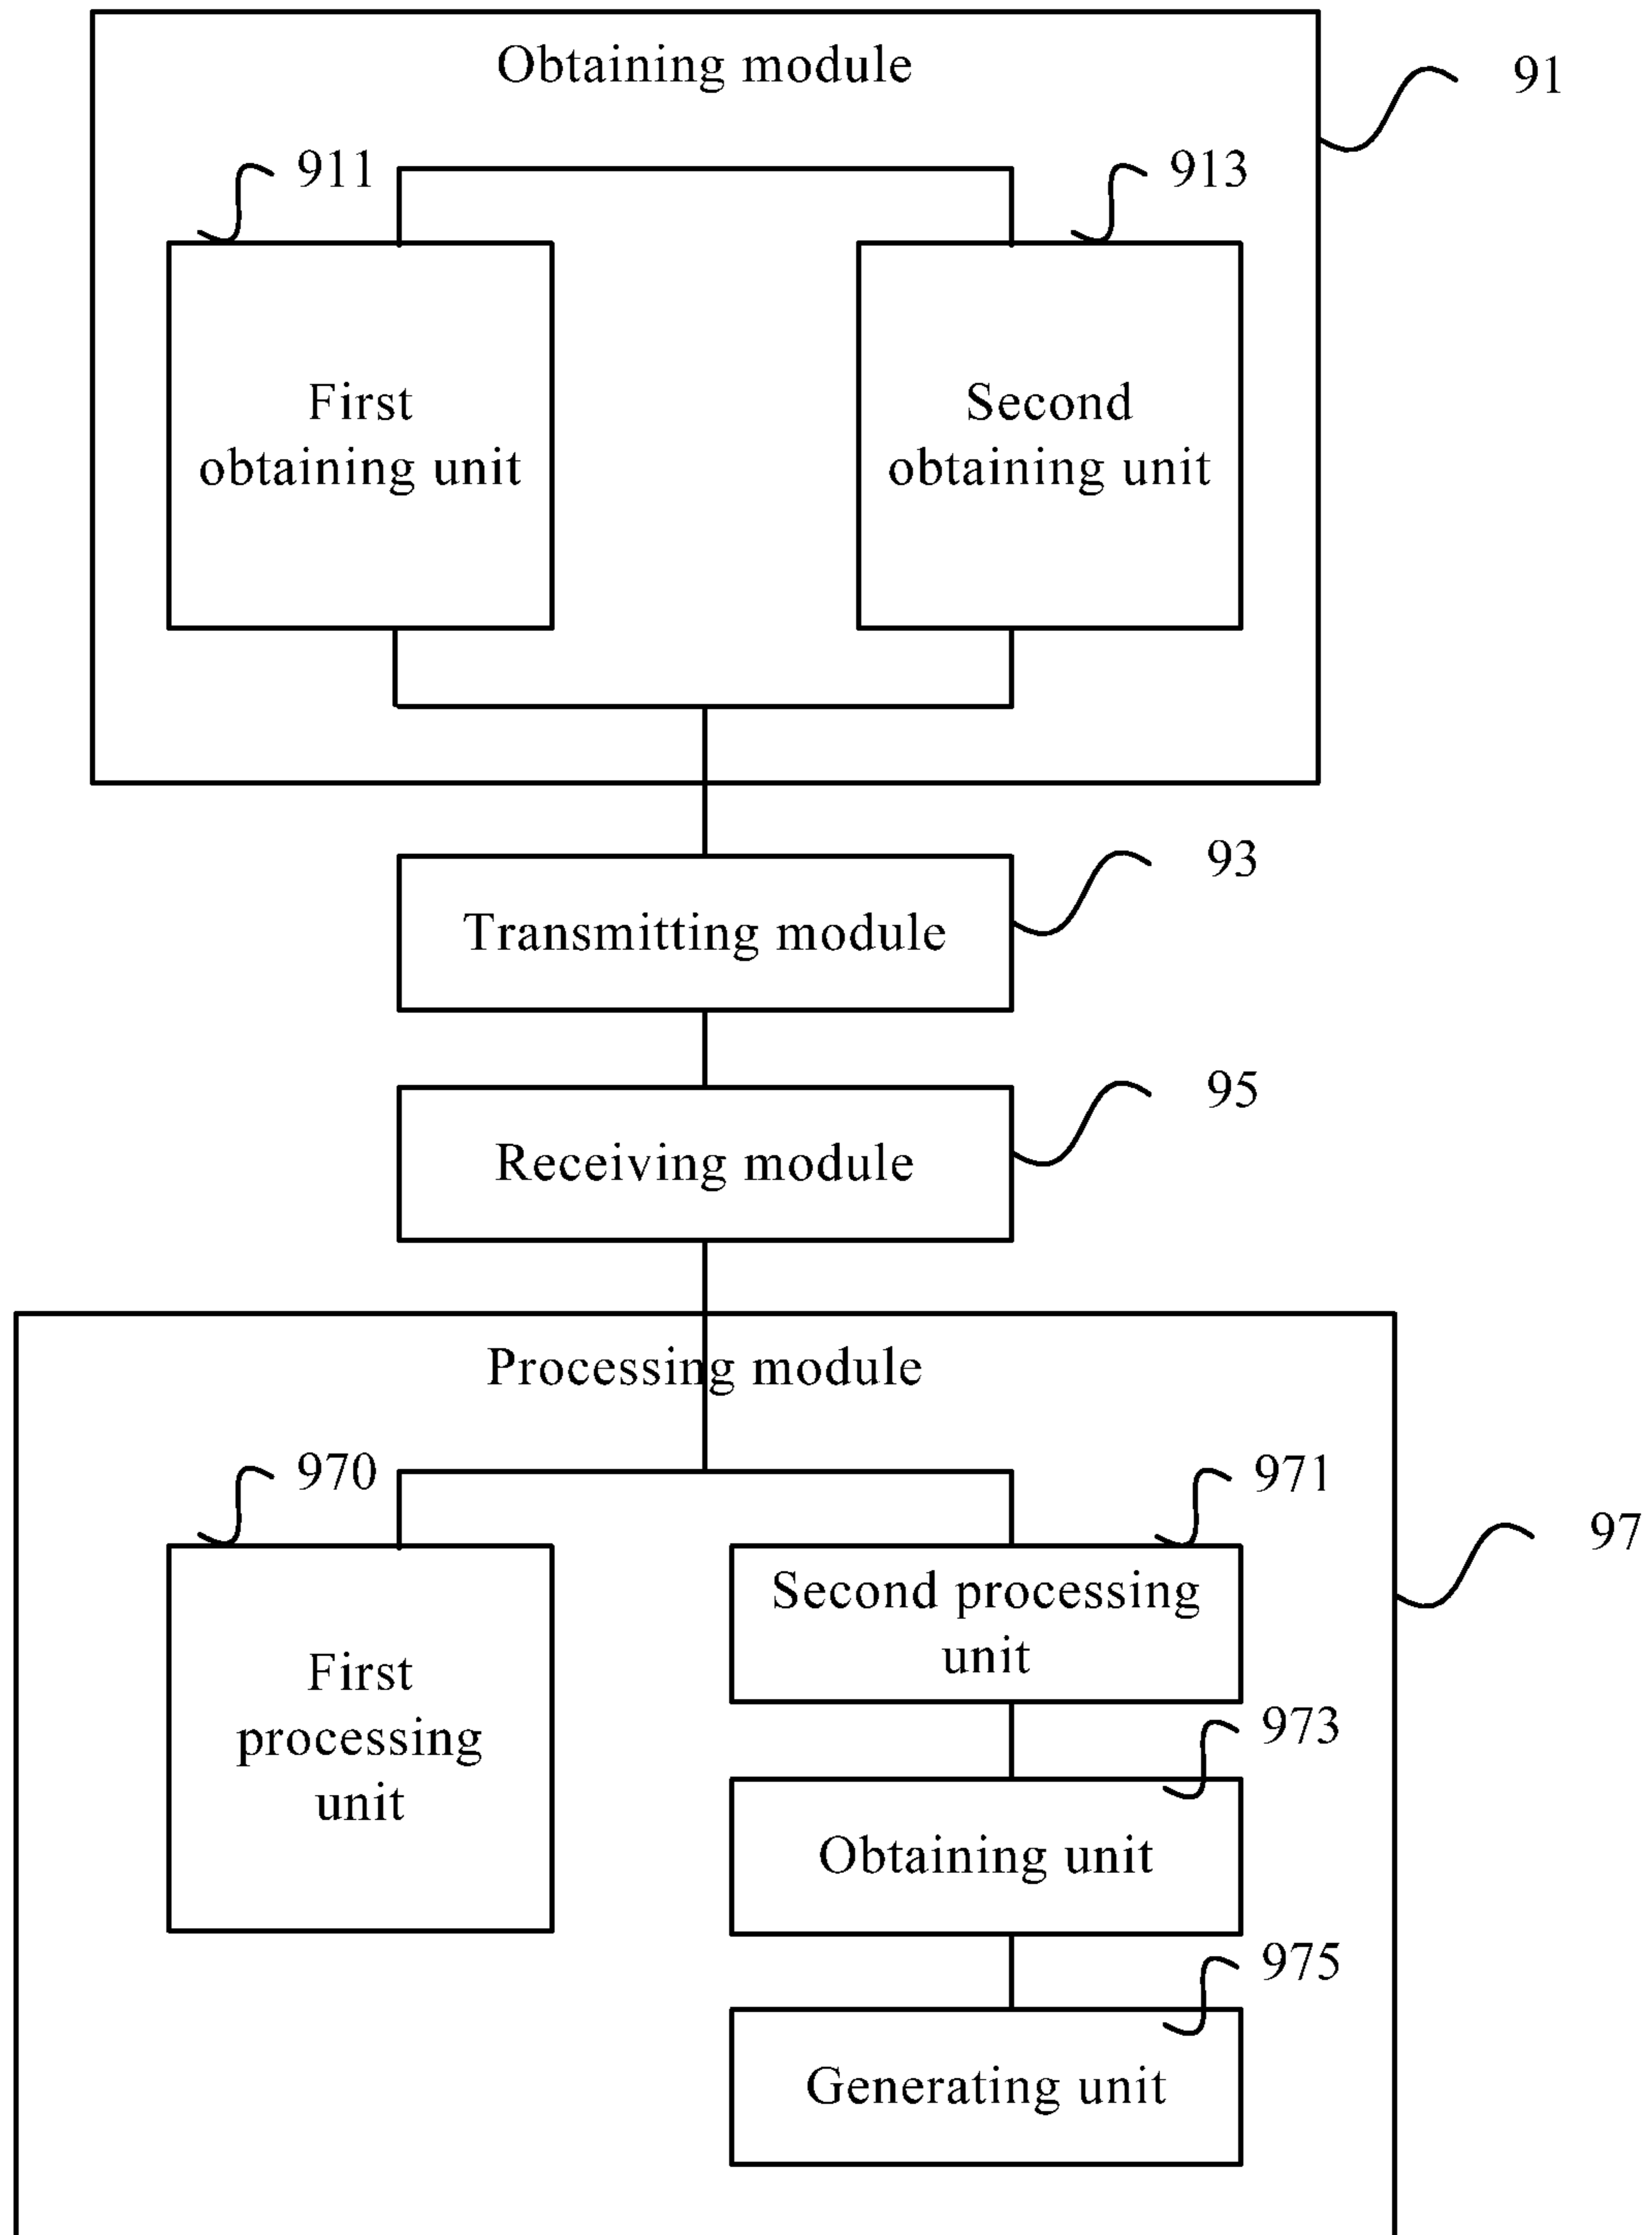 Obtaining module
91
911
913
First
obtaining unit
Second
obtaining unit
93
Transmitting module
95
Receiving module
Processing module
970
971
97
Second processing
unit
First
processing
unit
973
Obtaining unit
975
Generating unit